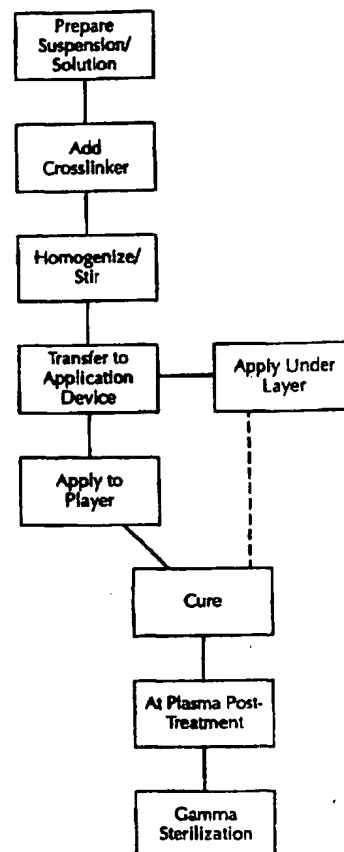 Prepare
Suspension/
Solution
Add
Crosslinker
Homogenize/
Stir
Transfer to
Application
Device
Apply Under
Layer
Apply to
Player
Cure
At Plasma Post-
Treatment
Gamma
Sterilization